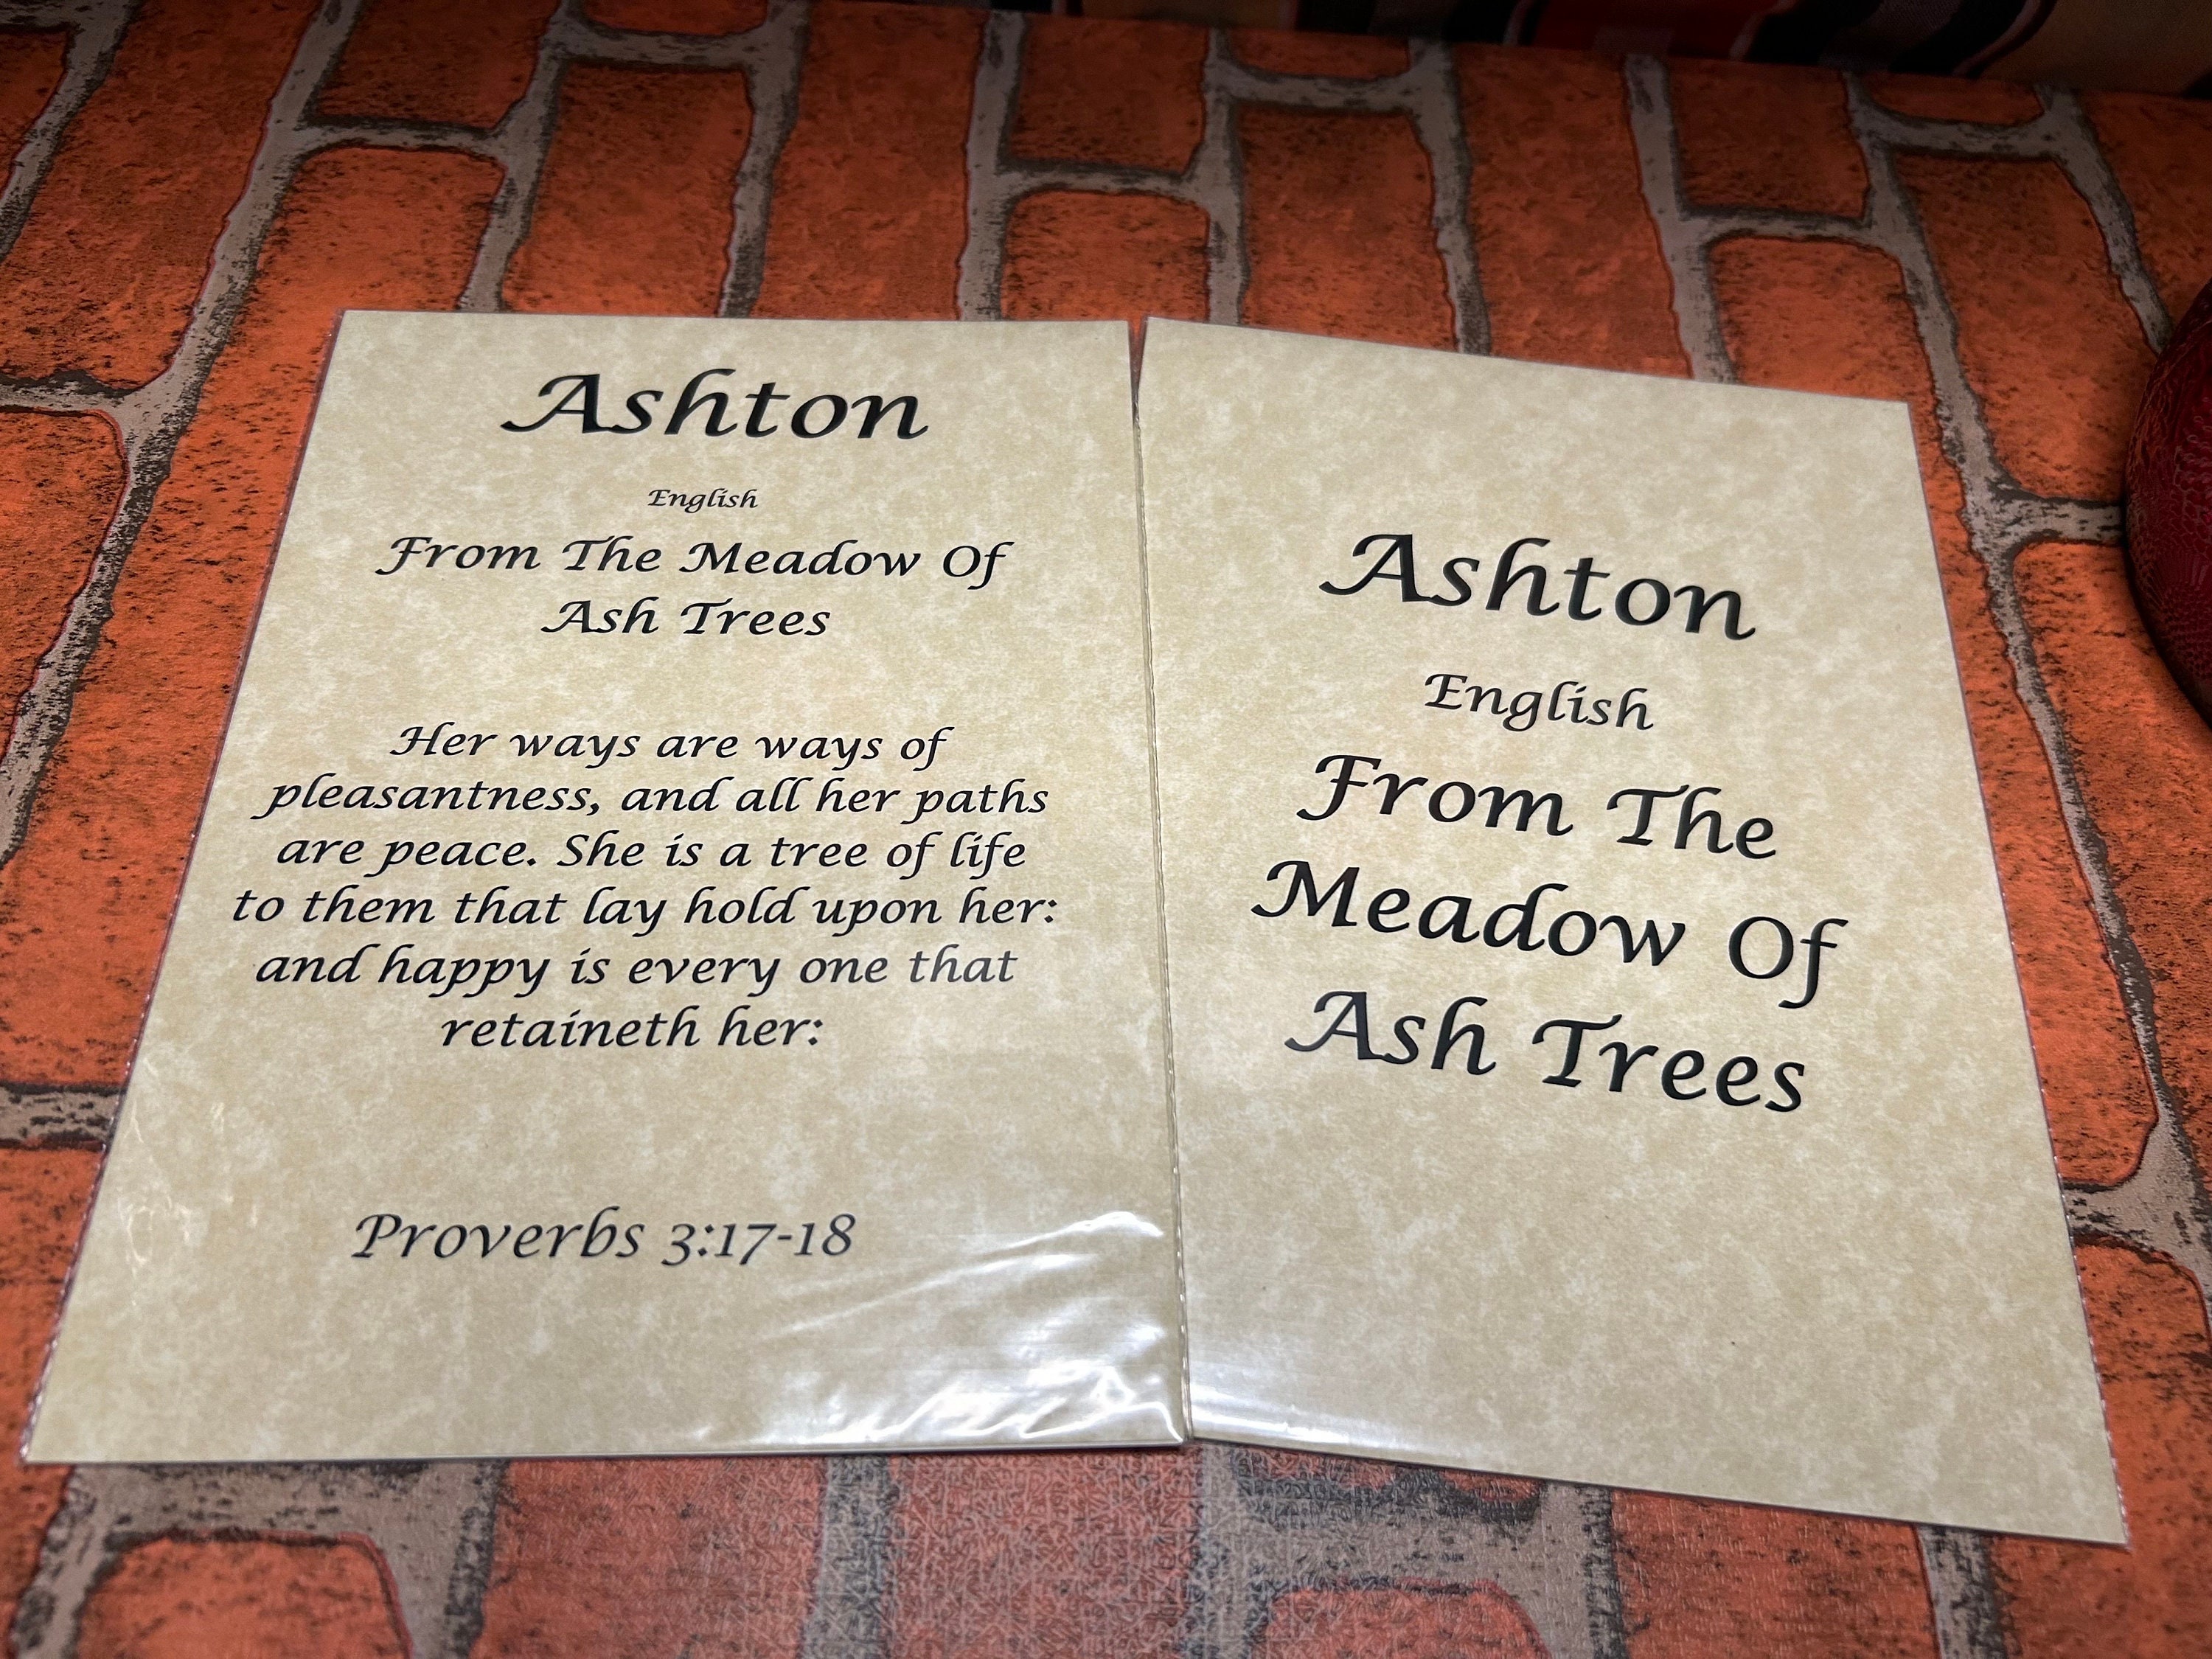 Ashton
English
From The Meadow Of
Ash Trees
Her ways are ways of
pleasantness, and all her paths
are peace. She is a tree of life
to them that lay hold upon her:
and happy is every one that
retaineth her:
Proverbs 3:17-18
Ashton
English
From The
Meadow Of
Ash Trees